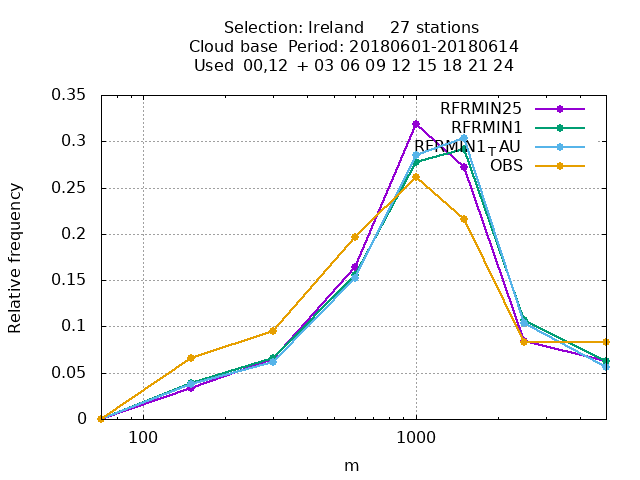 Selection: Ireland 27 stations
Cloud base Period: 20180601-20180614
Used 00,12 + 03 06 09 12 15 18 21 24
0.35
0.3
0.25
0.2
0.15
0.1
0.05
0
Relative frequency
RFRMIN25
RFRMIN1
RFRMIN1TAU
OBS
100
1000
m